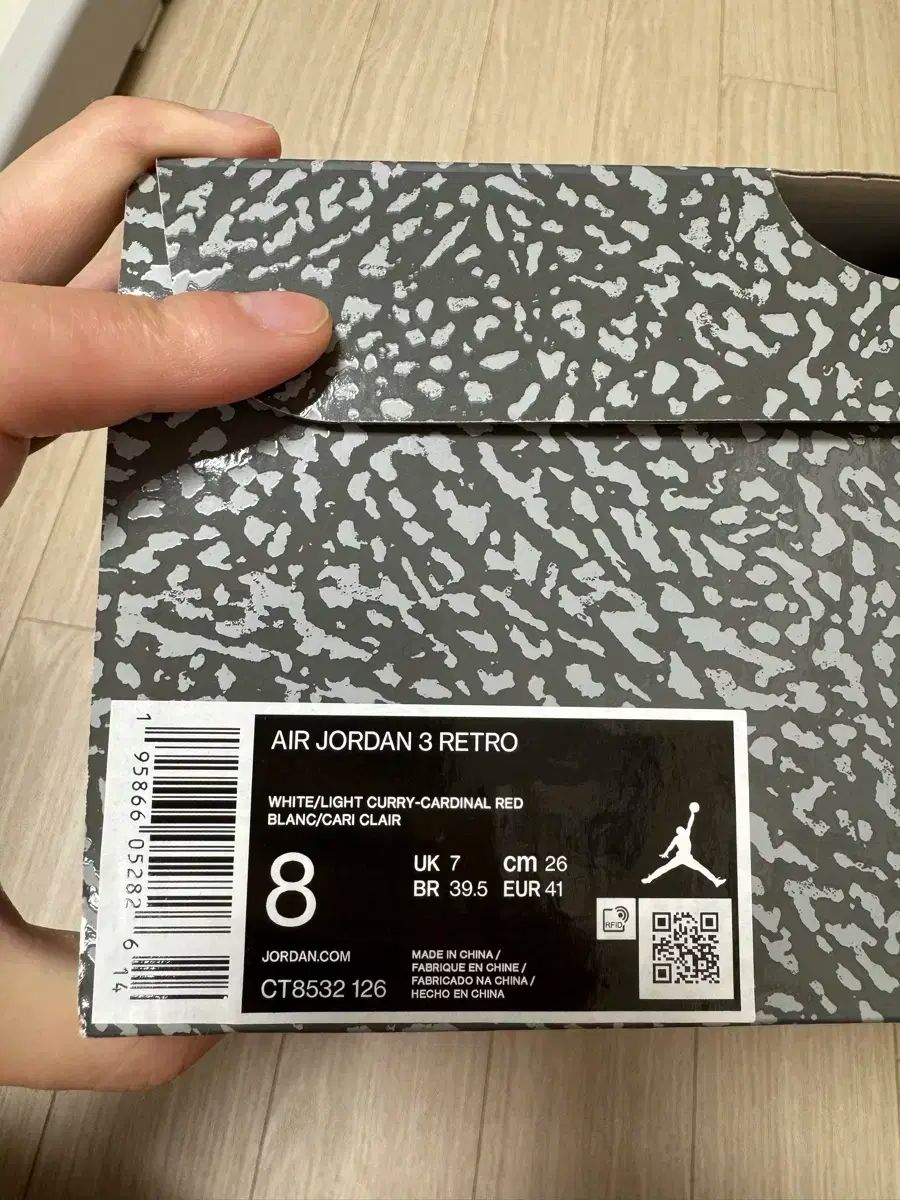 AIR JORDAN 3 RETRO
WHITE/LIGHT CURRY-CARDINAL RED
BLANC/CARI CLAIR
8
UK 7 cm 26
BR 39.5 EUR 41
RFID
JORDAN.COM
CT8532 126
MADE IN CHINA /
FABRIQUE EN CHINE /
FABRICADO NA CHINA /
HECHO EN CHINA
1 95866 05282 6 14